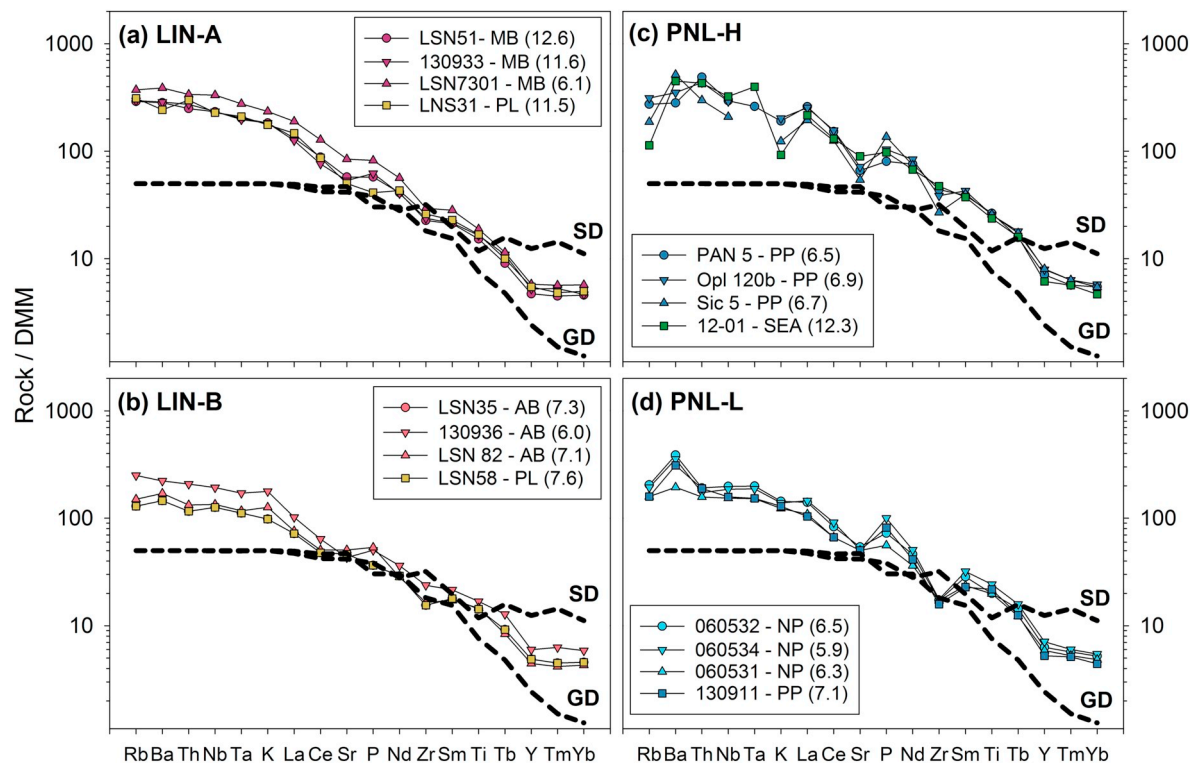 (a) LIN-A
LSN51- MB (12.6)
130933 - MB (11.6)
LSN7301 - MB (6.1)
LNS31 - PL (11.5)
1000
100
10
SD
GD
(c) PNL-H
PAN 5 - PP (6.5)
Opl 120b - PP (6.9)
Sic 5 - PP (6.7)
12-01 - SEA (12.3)
1000
100
10
SD
GD
Rock / DMM
(b) LIN-B
LSN35 - AB (7.3)
130936 - AB (6.0)
LSN 82 - AB (7.1)
LSN58 - PL (7.6)
1000
100
10
SD
GD
Rb Ba Th Nb Ta K La Ce Sr P Nd Zr Sm Ti Tb Y Tm Yb
(d) PNL-L
060532 - NP (6.5)
060534 - NP (5.9)
060531 - NP (6.3)
130911 - PP (7.1)
1000
100
10
SD
GD
Rb Ba Th Nb Ta K La Ce Sr P Nd Zr Sm Ti Tb Y Tm Yb